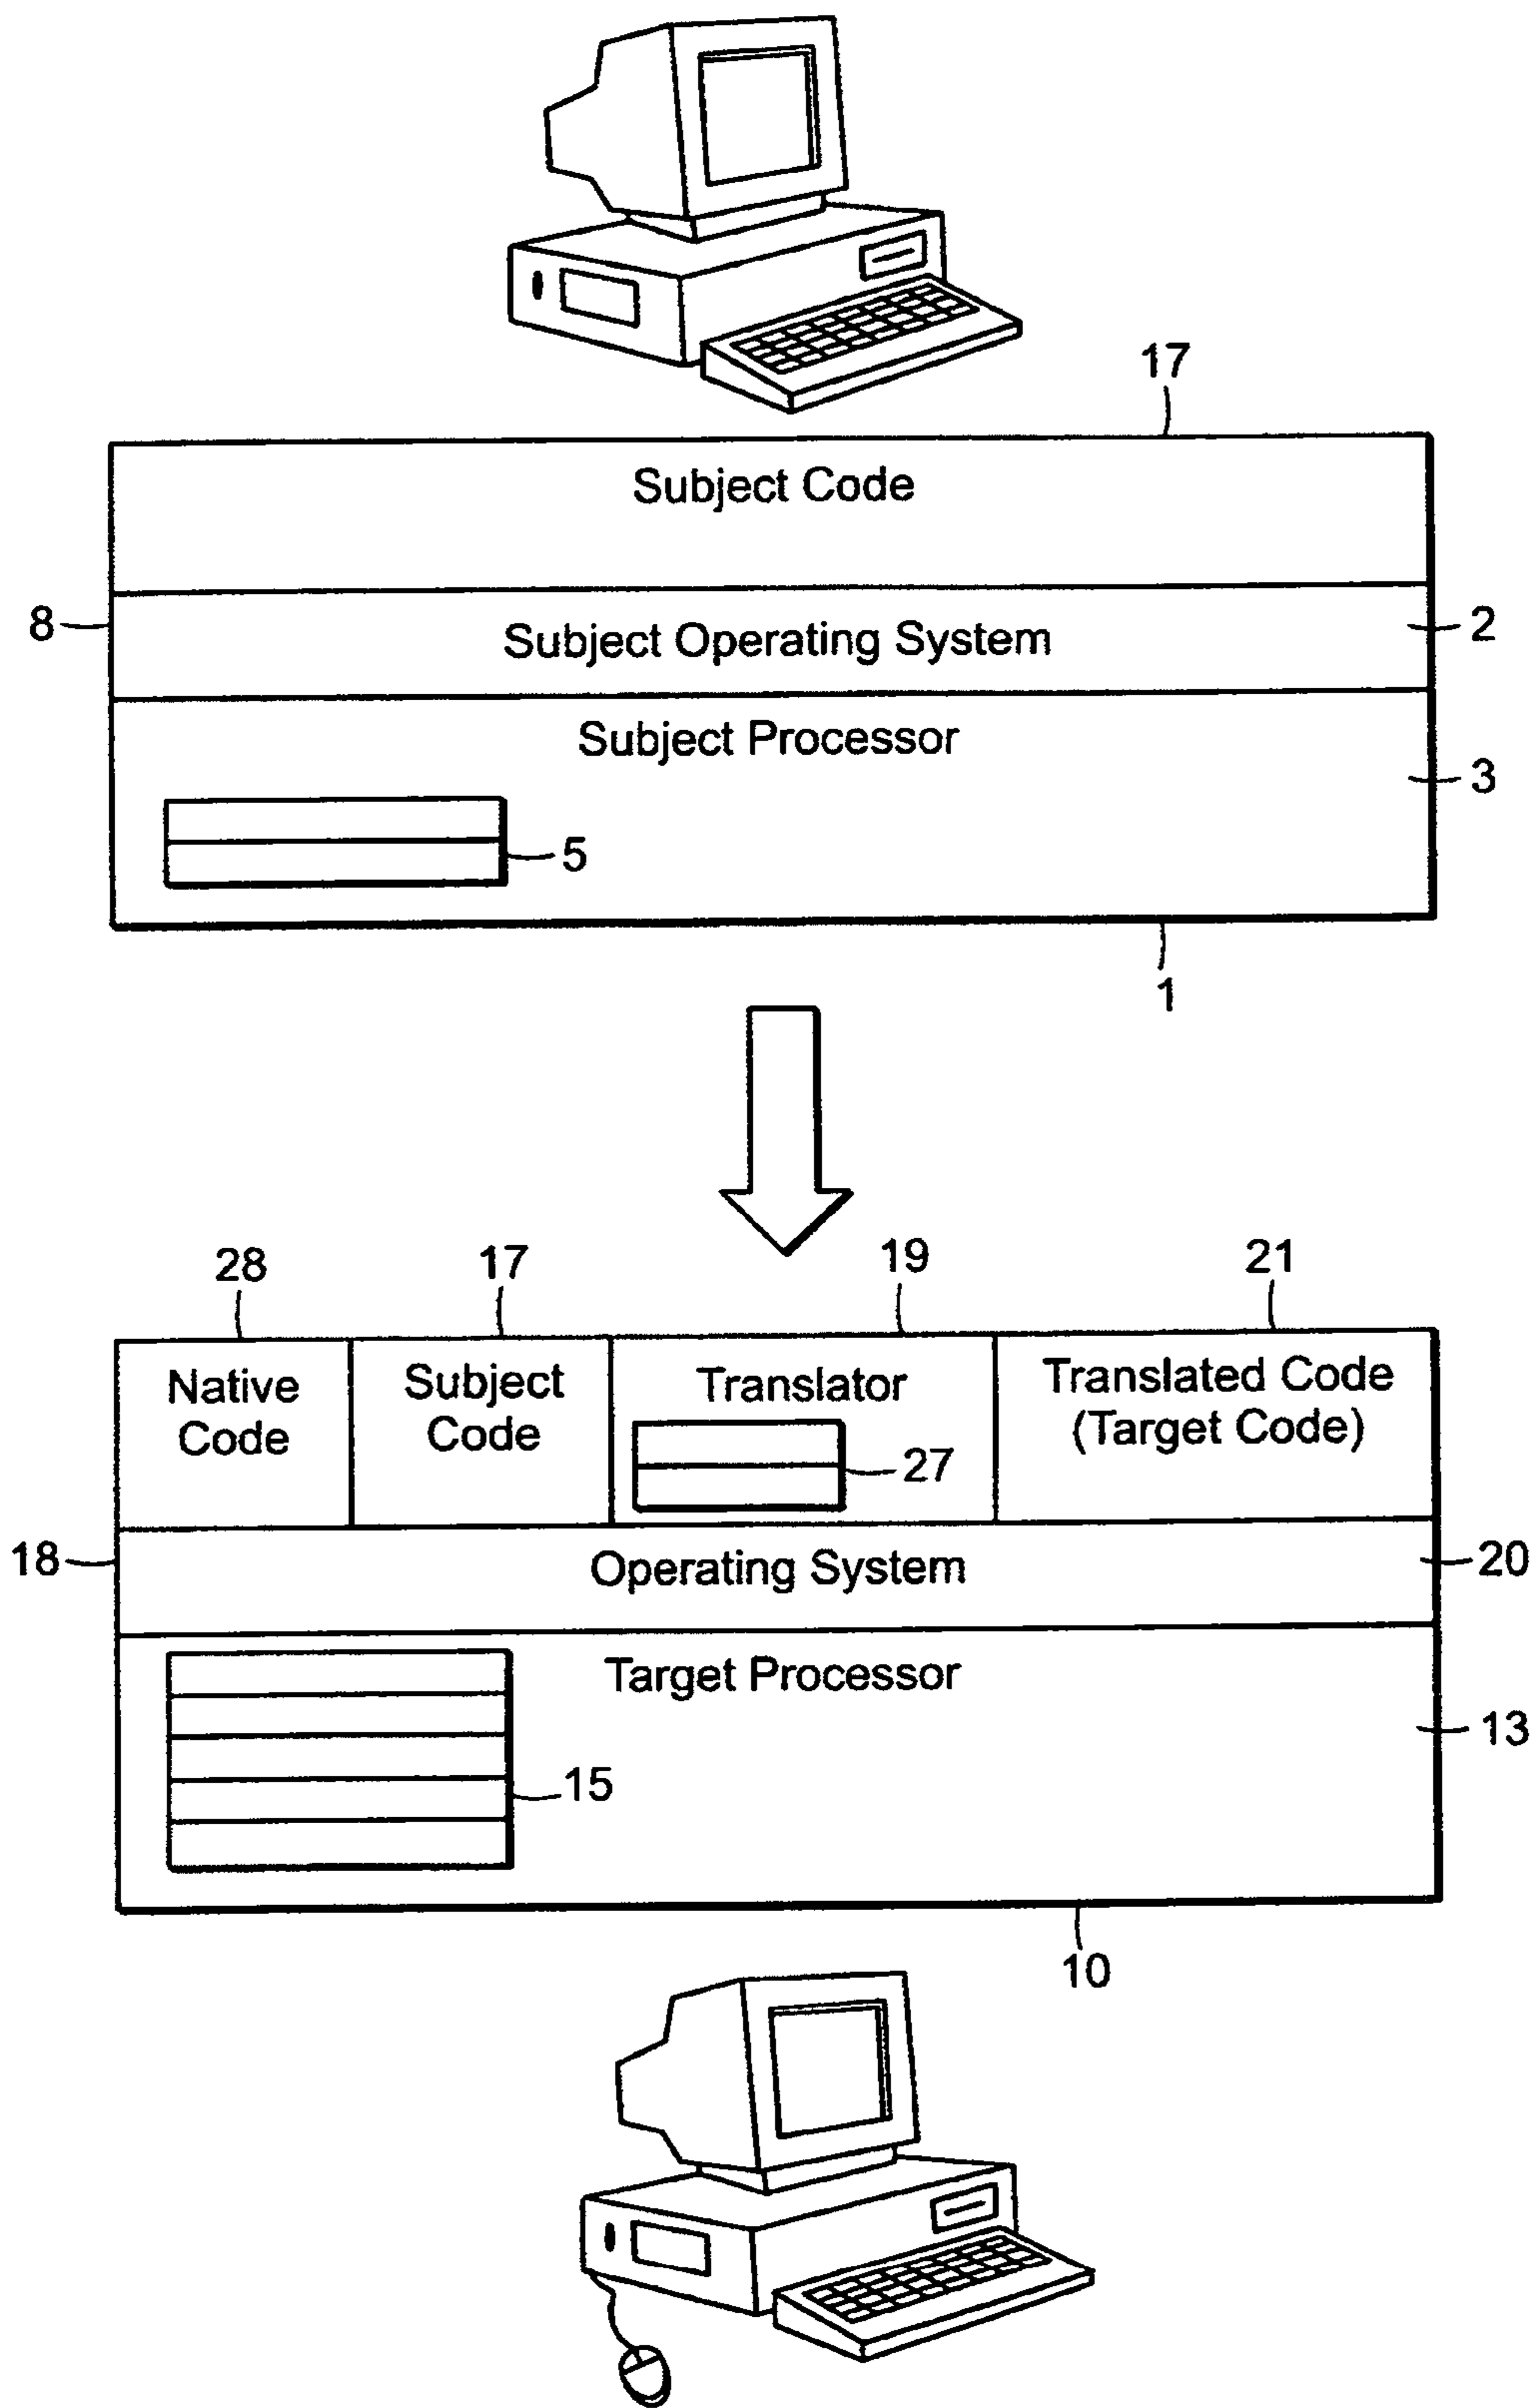 17
Subject Code
8
Subject Operating System
2
Subject Processor
3
5
1
28
17
19
21
Native
Code
Subject
Code
Translator
27
Translated Code
(Target Code)
18
Operating System
20
Target Processor
13
15
10